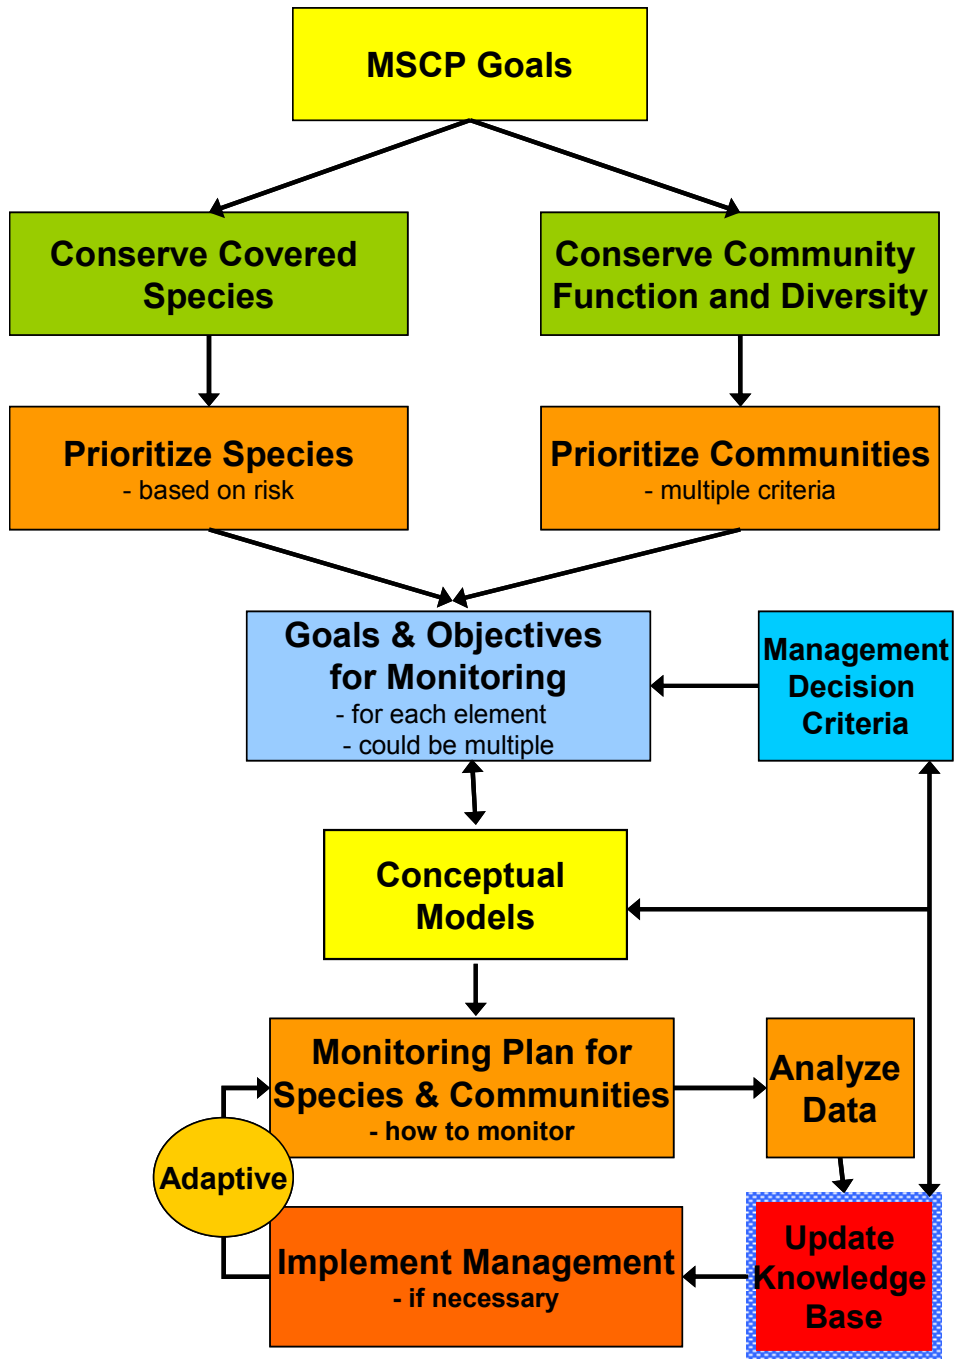 MSCP Goals
Conserve Covered
Species
Conserve Community
Function and Diversity
Prioritize Species
- based on risk
Prioritize Communities
- multiple criteria
Goals & Objectives
for Monitoring
- for each element
- could be multiple
Management
Decision
Criteria
Conceptual
Models
Monitoring Plan for
Species & Communities
- how to monitor
Analyze
Data
Adaptive
Implement Management
- if necessary
Update
Knowledge
Base